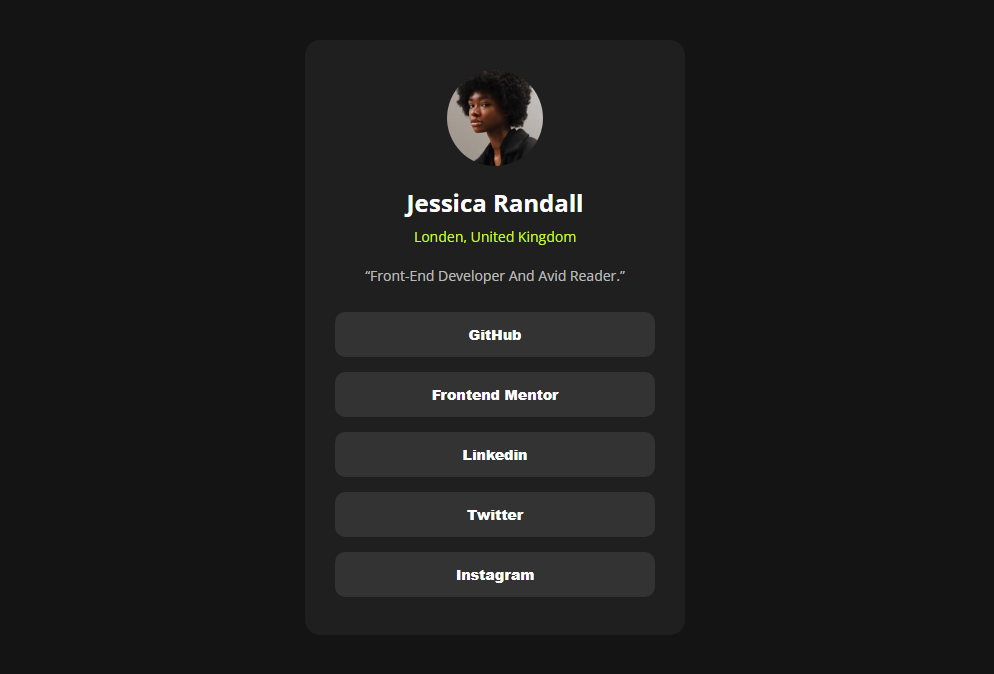 Jessica Randall
Londen, United Kingdom
“Front-End Developer And Avid Reader.”
GitHub
Frontend Mentor
Linkedin
Twitter
Instagram